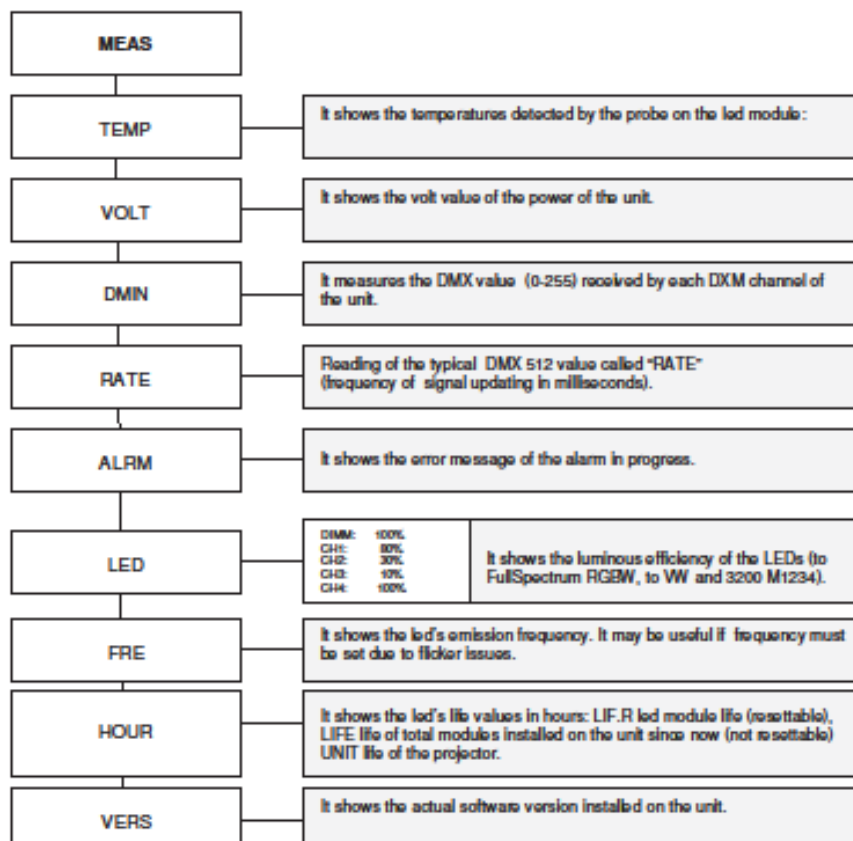 MEAS
TEMP
It shows the temperatures detected by the probe on the led module:
VOLT
It shows the volt value of the power of the unit.
DMIN
It measures the DMX value (0-255) received by each DXM channel of
the unit.
RATE
Reading of the typical DMX 512 value called “RATE”
(frequency of signal updating in milliseconds).
ALRM
It shows the error message of the alarm in progress.
LED
DIMM: 100%
CH1: 80%
CH2: 30%
CH3: 10%
CH4: 100%
It shows the luminous efficiency of the LEDs (to
FullSpectrum RGBW, to VW and 3200 M1234).
FRE
It shows the led's emission frequency. It may be useful if frequency must
be set due to flicker issues.
HOUR
It shows the led's life values in hours: LIF.R led module life (resettable),
LIFE life of total modules installed on the unit since now (not resettable)
UNIT life of the projector.
VERS
It shows the actual software version installed on the unit.